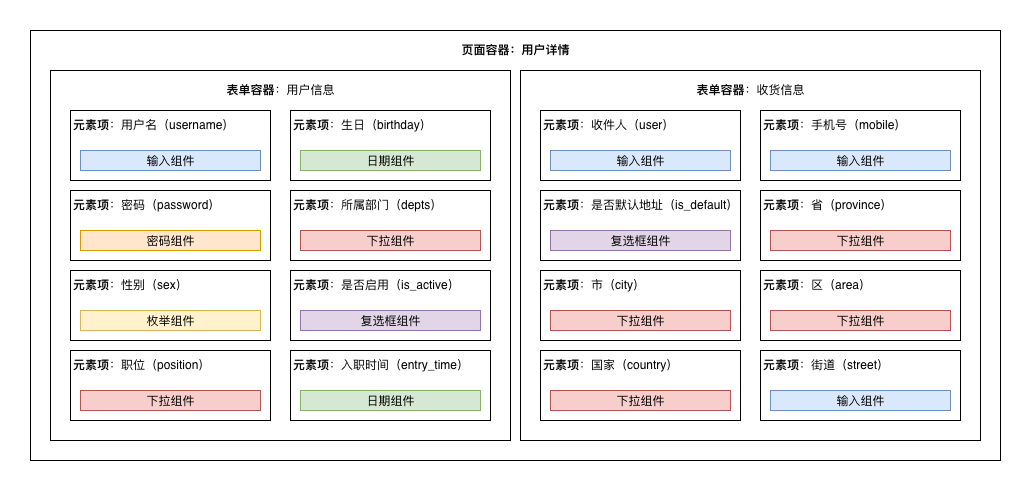 页面容器：用户详情
表单容器：用户信息
元素项：用户名（username)
输入组件
元素项：生日（birthday)
日期组件
元素项：密码（password)
密码组件
元素项：所属部门（depts)
下拉组件
元素项：性别（sex)
枚举组件
元素项：是否启用（is_active)
复选框组件
元素项：职位（position)
下拉组件
元素项：入职时间（entry_time)
日期组件
表单容器：收货信息
元素项：收件人（user)
输入组件
元素项：手机号（mobile)
输入组件
元素项：是否默认地址（is_default)
复选框组件
元素项：省（province)
下拉组件
元素项：市（city)
下拉组件
元素项：区（area)
下拉组件
元素项：国家（country)
下拉组件
元素项：街道（street)
输入组件